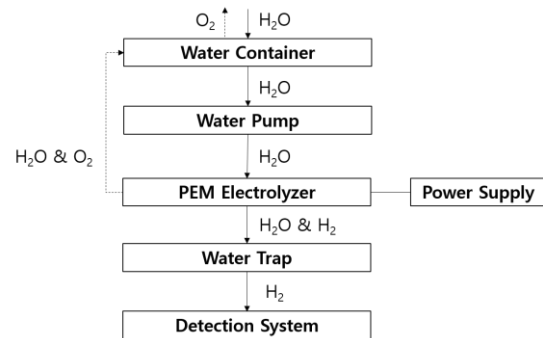 O₂ H₂O
Water Container
H₂O
Water Pump
H₂O
H₂O & O₂
PEM Electrolyzer Power Supply
H₂O & H₂
Water Trap
H₂
Detection System